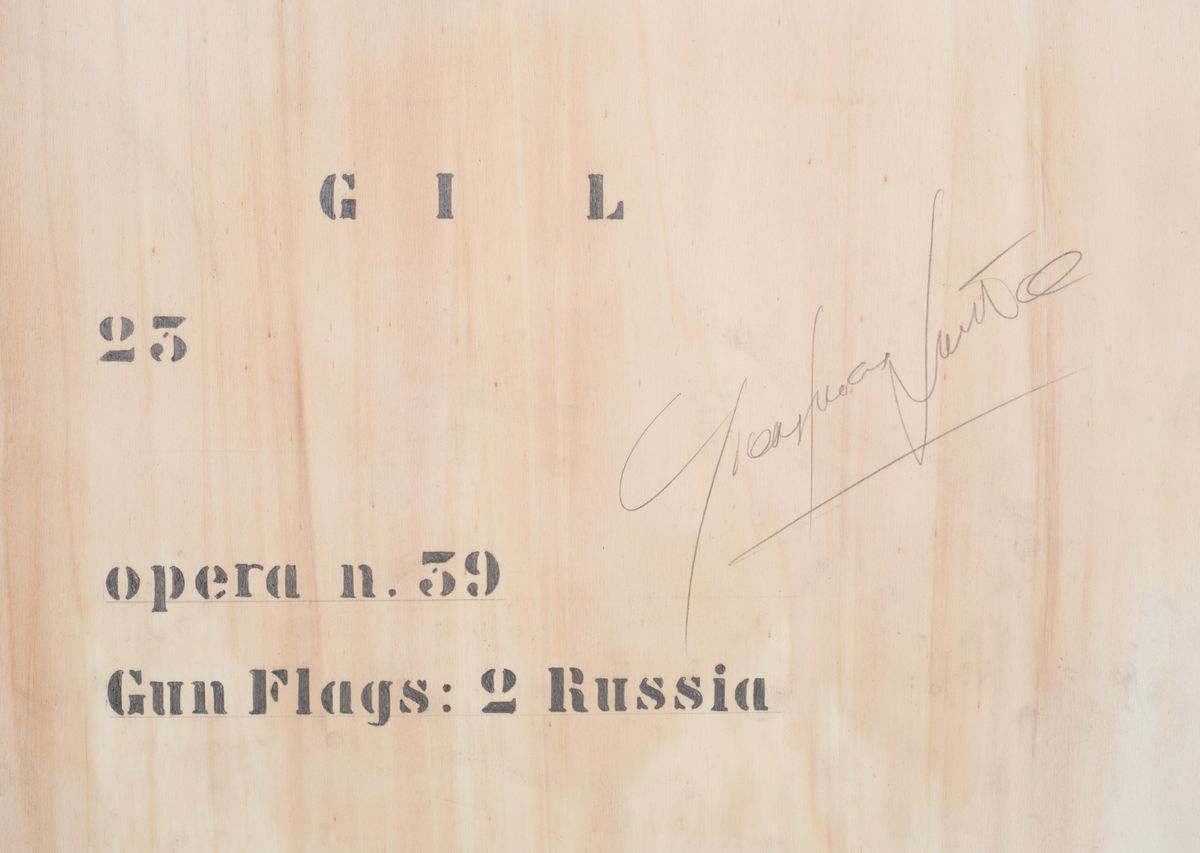 G I L
23
opera n. 39
Gun Flags: 2 Russia